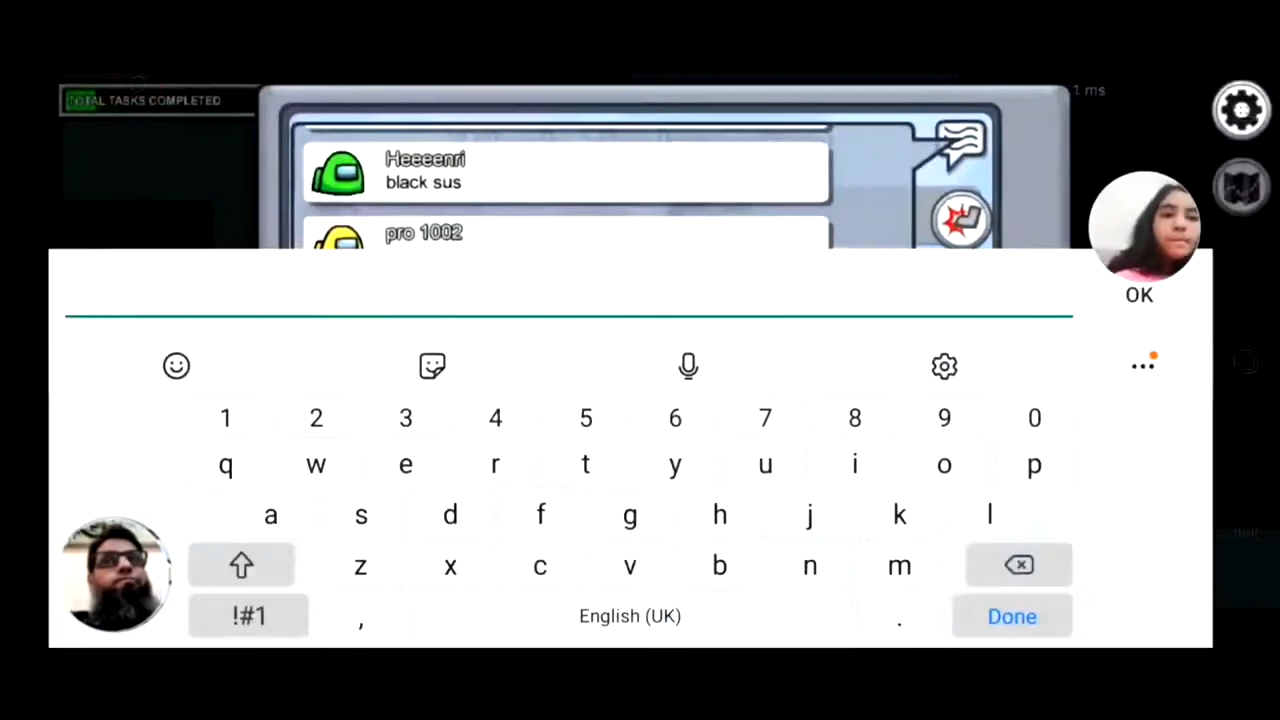 TOTAL TASKS COMPLETED
1 ms
Heeeenri
black sus
pro 1002
OK
1 2 3 4 5 6 7 8 9 0
q w e r t y u i o p
a s d f g h j k l
z x c v b n m
!#1 , English (UK) . Done